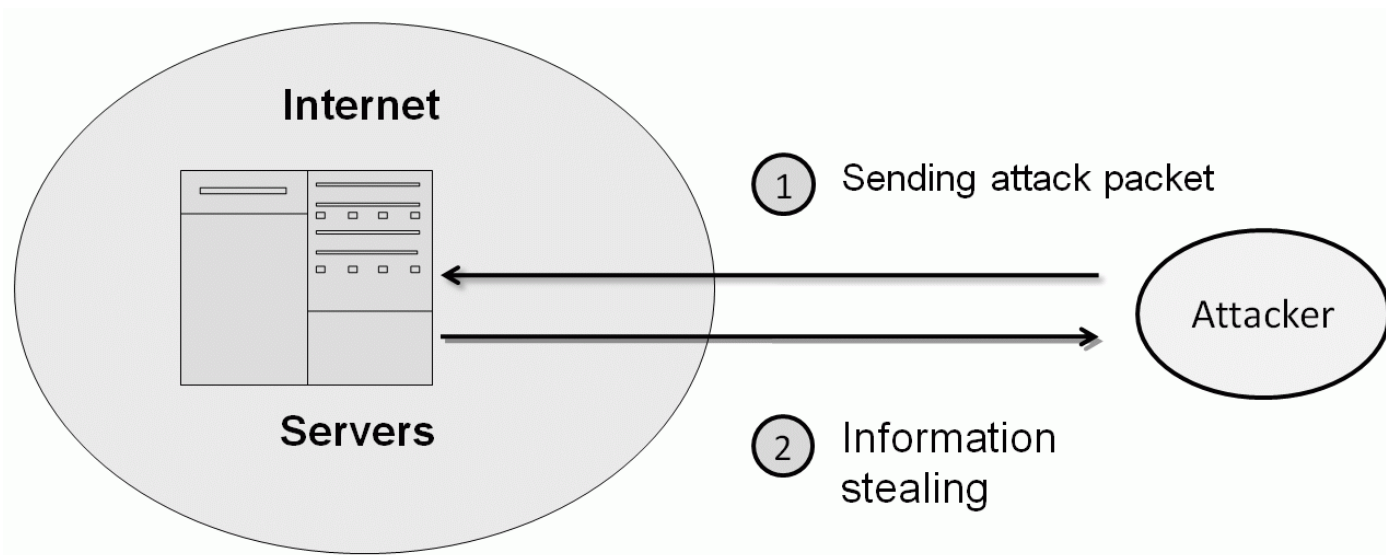 Internet
1 Sending attack packet
Attacker
Servers
2 Information
stealing